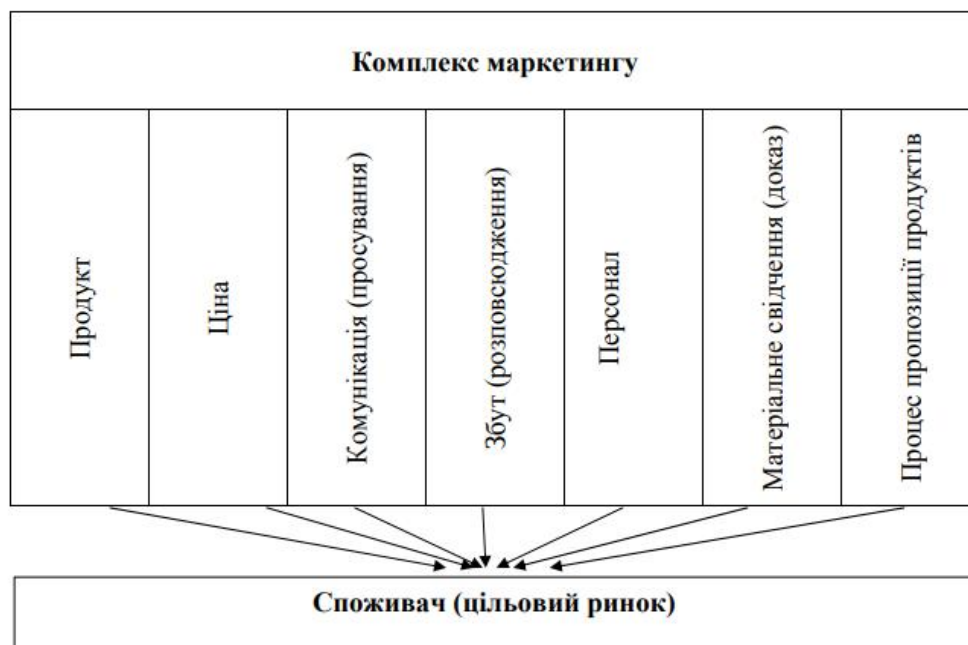 Комплекс маркетингу
Продукт
Ціна
Комунікація (просування)
Збут (розповсюдження)
Персонал
Матеріальне свідчення (доказ)
Процес пропозиції продуктів
Споживач (цільовий ринок)